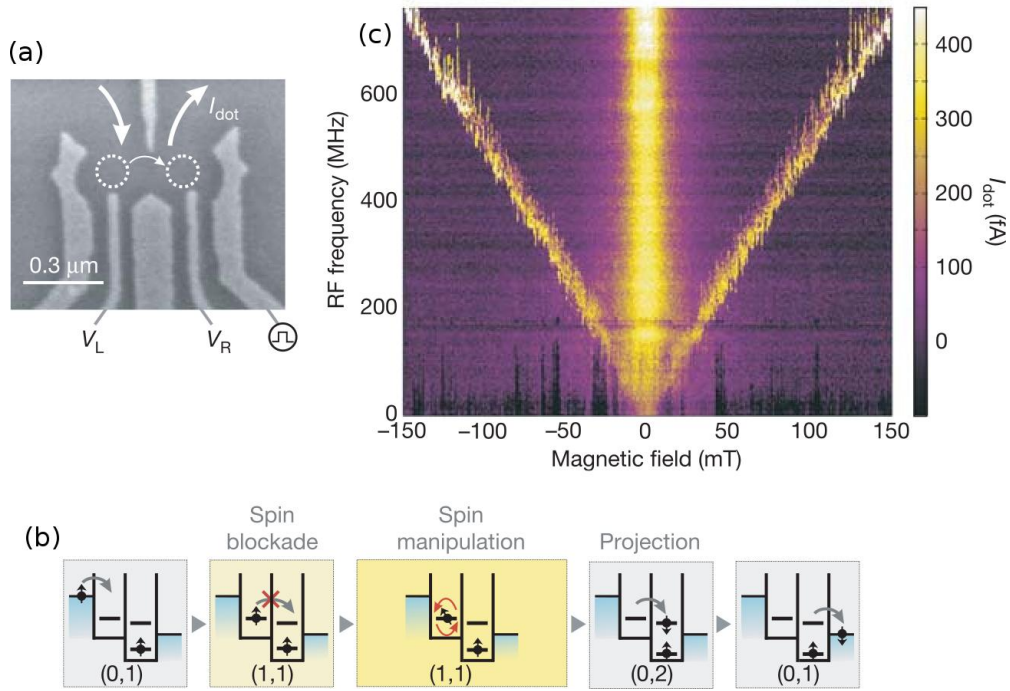 (a)
I_dot
0.3 μm
V_L
V_R
(c)
RF frequency (MHz)
600
400
200
0
−150
−100
−50
0
50
100
150
Magnetic field (mT)
400
300
200
100
0
I_dot (fA)
(b)
Spin blockade
Spin manipulation
Projection
(0,1)
(1,1)
(1,1)
(0,2)
(0,1)